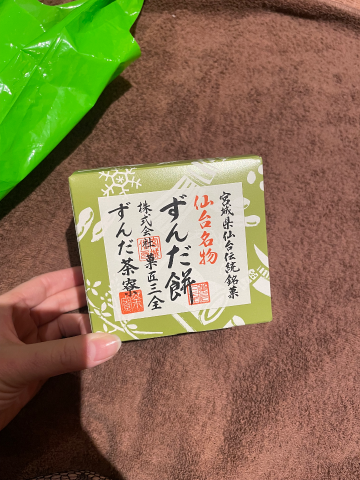 宮城県仙台伝統銘菓
仙台名物
ずんだ餅
株式会社 菓匠三全
ずんだ茶寮